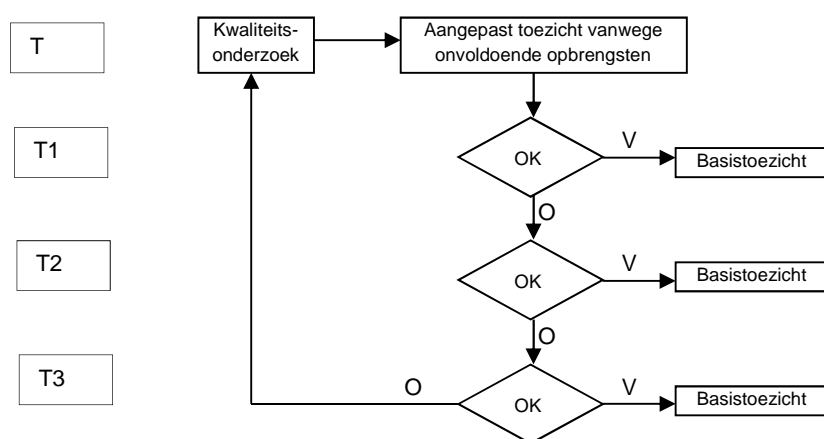 T
Kwaliteits-
onderzoek
Aangepast toezicht vanwege
onvoldoende opbrengsten
T1
OK
V
Basistoezicht
O
T2
OK
V
Basistoezicht
O
T3
O
OK
V
Basistoezicht